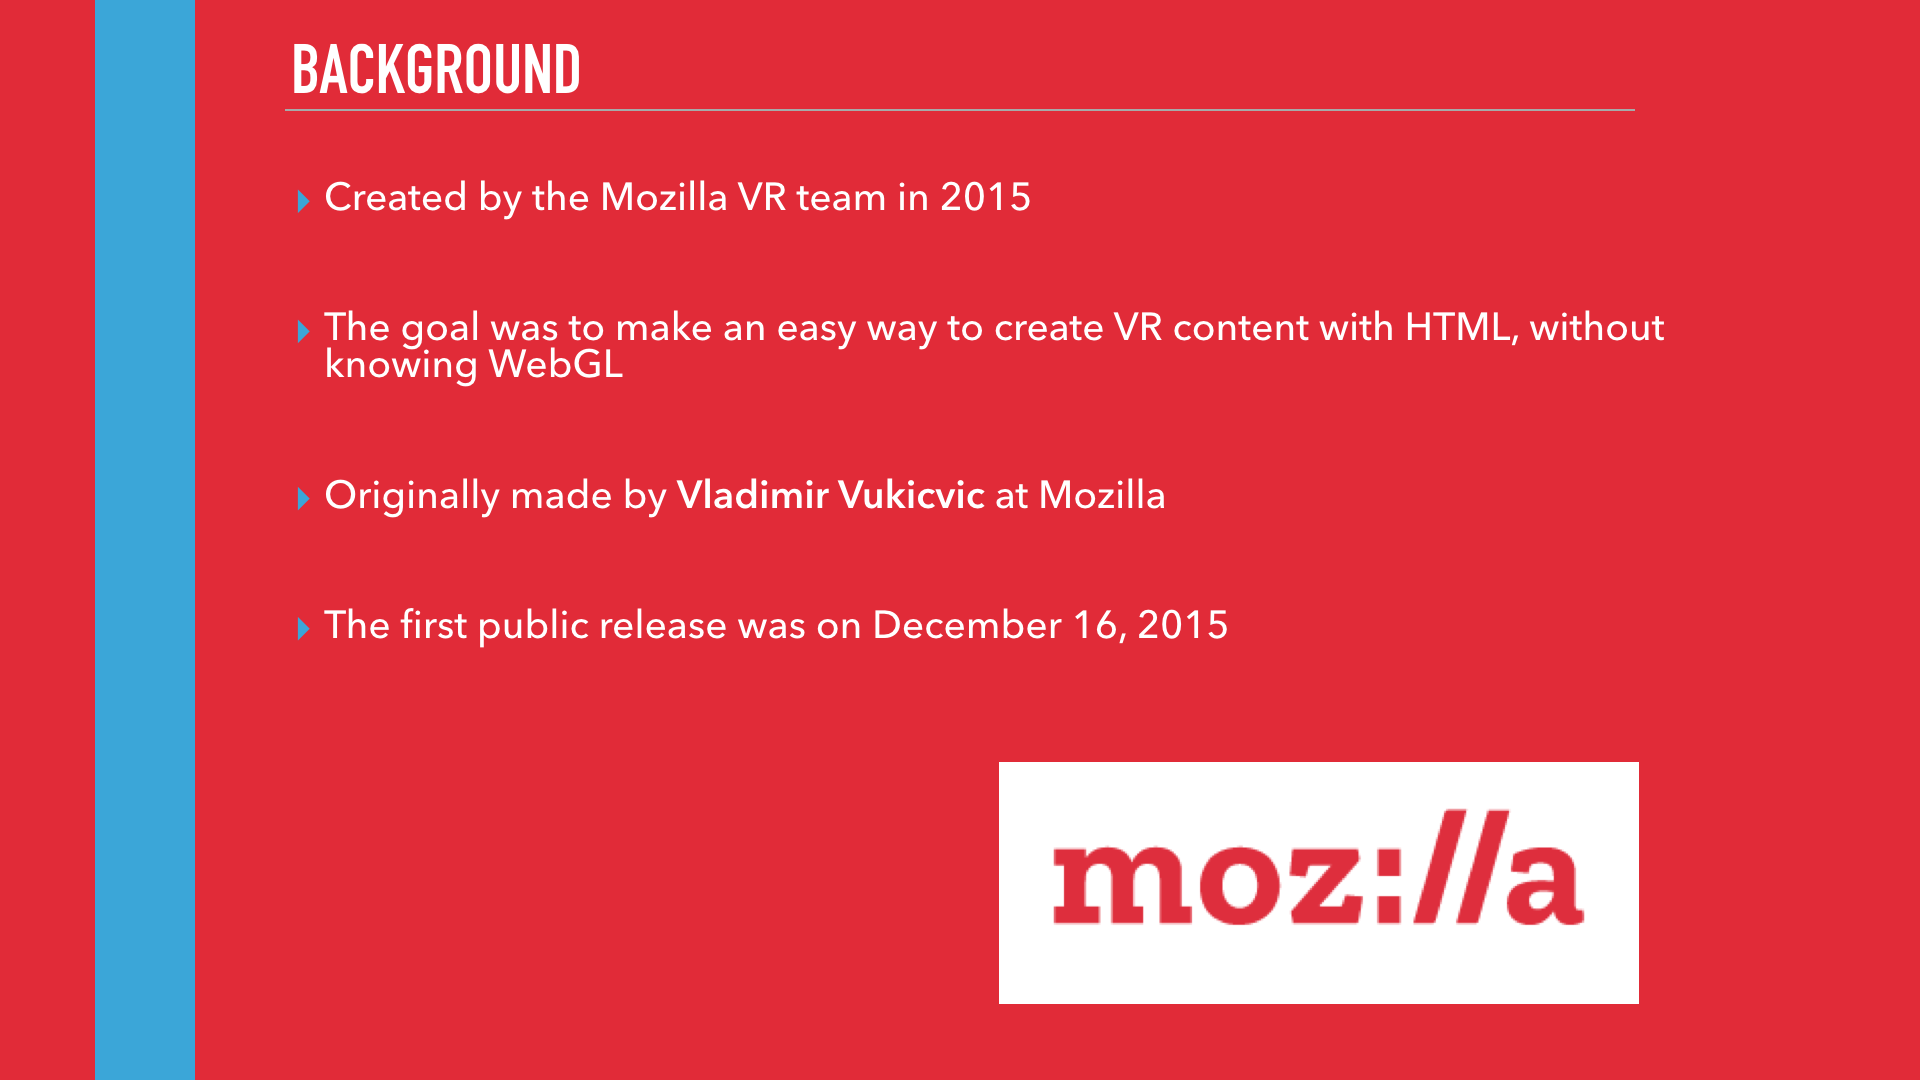 BACKGROUND
Created by the Mozilla VR team in 2015
The goal was to make an easy way to create VR content with HTML, without
knowing WebGL
Originally made by Vladimir Vukicvic at Mozilla
The first public release was on December 16, 2015
moz://a